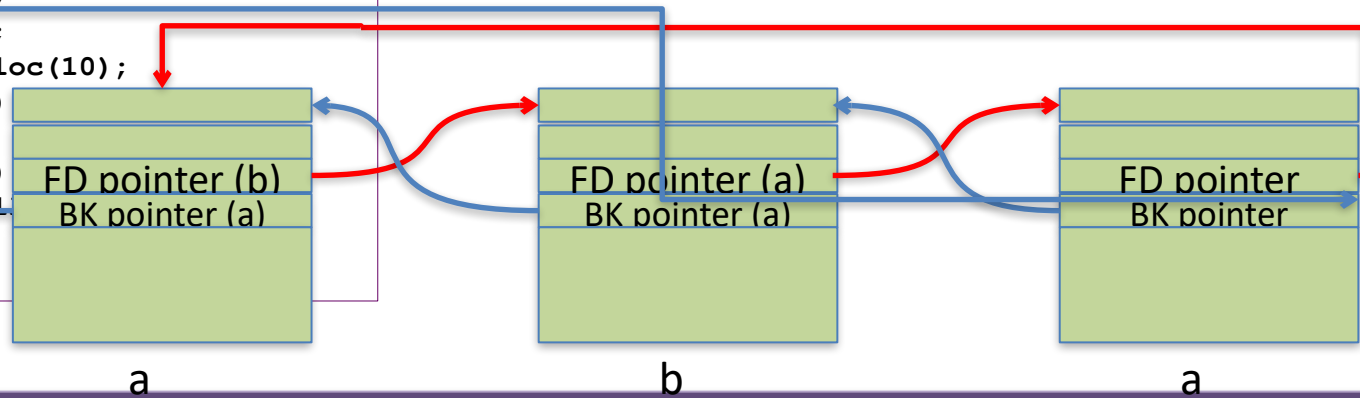 loc(10);
FD pointer (b)
BK pointer (a)
FD pointer (a)
BK pointer (a)
FD pointer
BK pointer
a
b
a